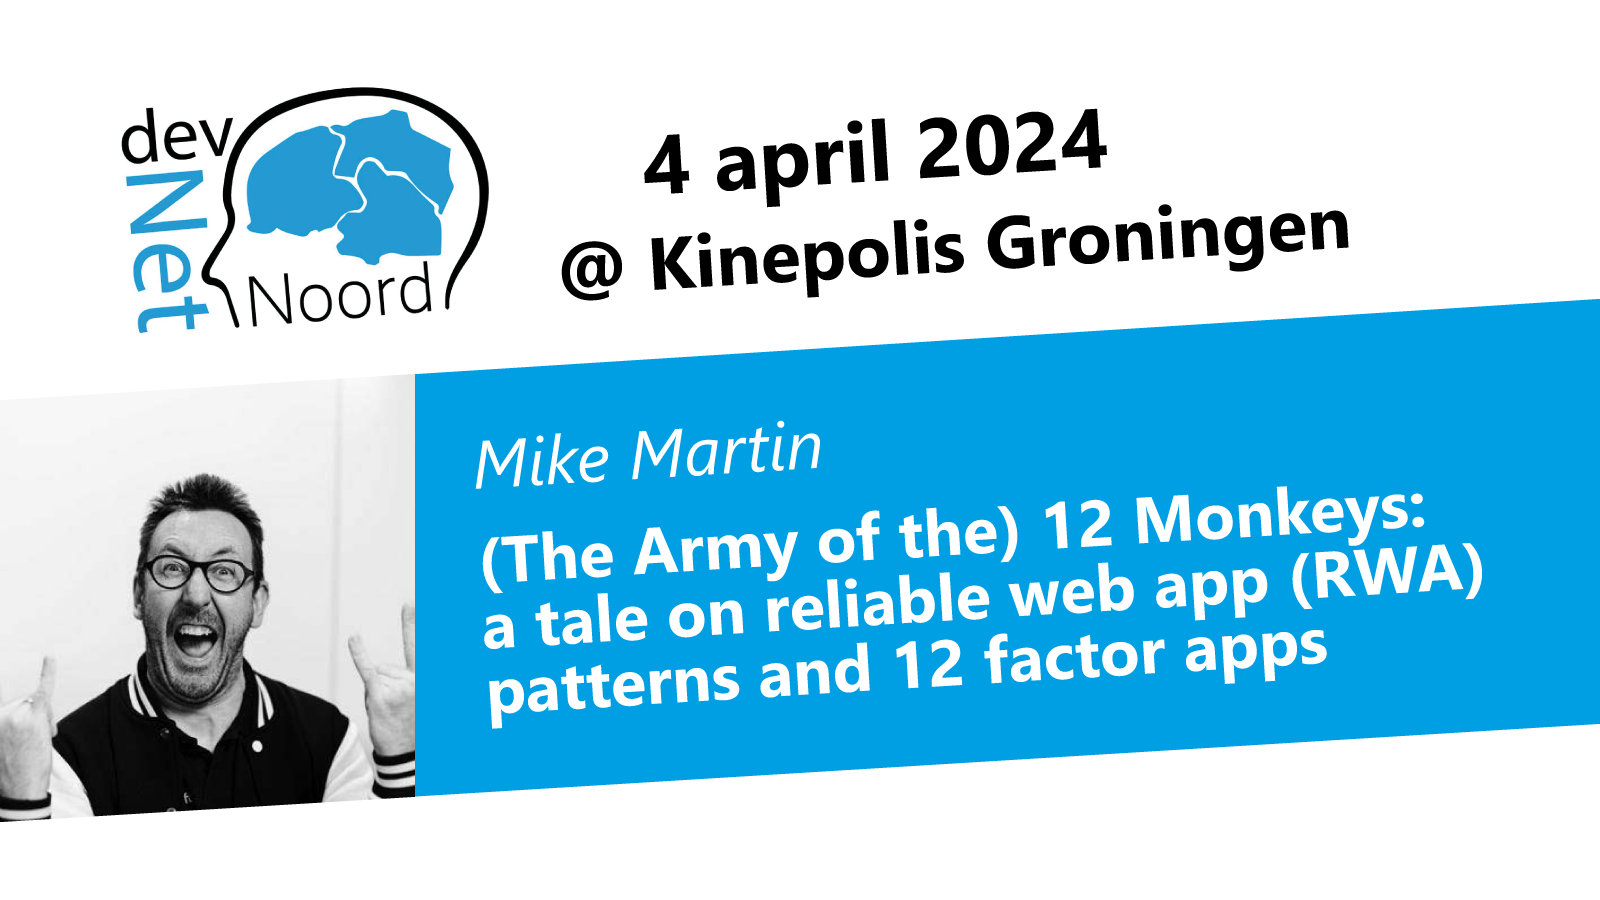 dev
Net
Noord
4 april 2024
@ Kinepolis Groningen
Mike Martin
(The Army of the) 12 Monkeys:
a tale on reliable web app (RWA)
patterns and 12 factor apps